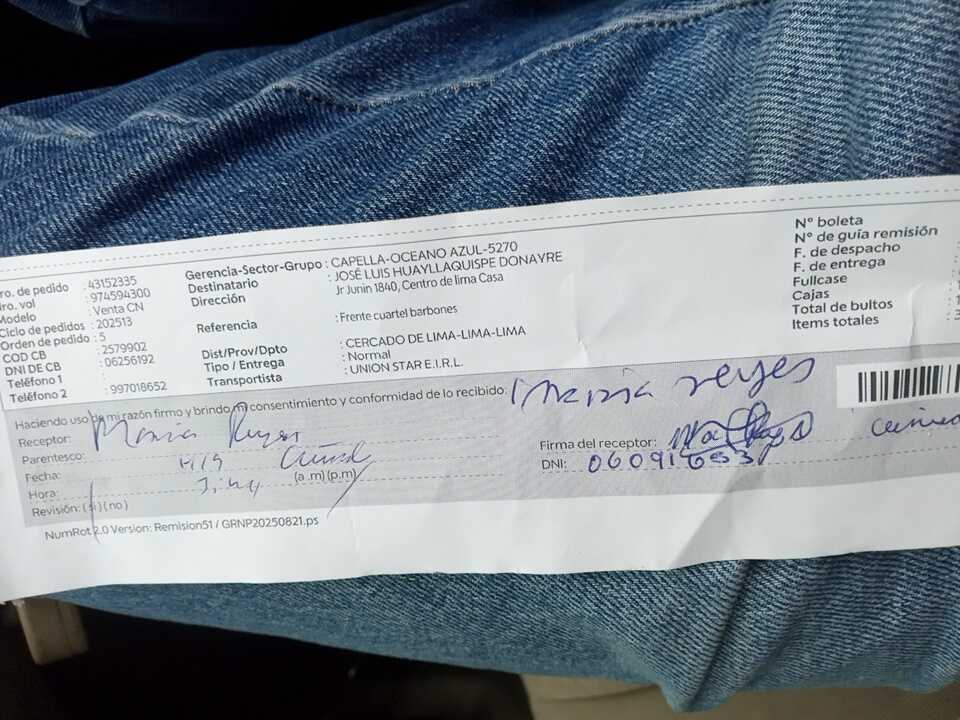 ro. de pedido : 43152335
ro. vol : 974594300
Modelo : Venta CN
Ciclo de pedidos : 202513
Orden de pedido : 5
COD CB : 2579902
DNI DE CB : 06256192
Teléfono 1 :
Teléfono 2 : 997018652
Gerencia-Sector-Grupo : CAPELLA-OCEANO AZUL-5270
Destinatario : JOSÉ LUIS HUAYLLAQUISPE DONAYRE
Dirección Jr Junin 1840, Centro de lima Casa
Referencia : Frente cuartel barbones
Dist/Prov/Dpto : CERCADO DE LIMA-LIMA-LIMA
Tipo / Entrega : Normal
Transportista : UNION STAR E.I.R.L.
N° boleta
N° de guía remisión
F. de despacho
F. de entrega
Fullcase
Cajas
Total de bultos
Items totales
Haciendo uso de mi razón firmo y brindo consentimiento y conformidad de lo recibido: Maria reyes
Receptor: Maria Reyes
Parentesco:
Fecha:
Hora: (a.m)(p.m)
Revisión: (si)(no)
Firma del receptor:
DNI:
NumRot 2.0 Version: Remision51 / GRNP20250821.ps